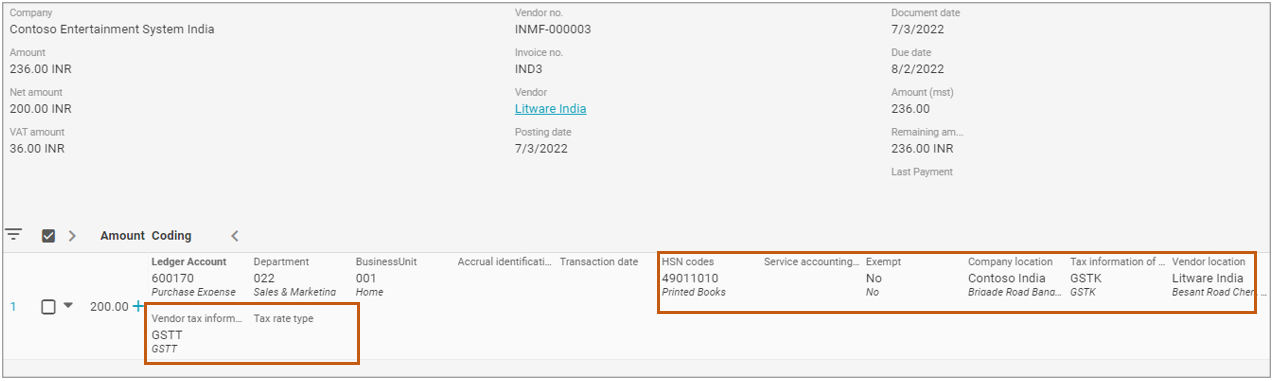 Company Vendor no. Document date
Contoso Entertainment System India INMF-000003 7/3/2022
Amount Invoice no. Due date
236.00 INR IND3 8/2/2022
Net amount Vendor Amount (mst)
200.00 INR Litware India 236.00
VAT amount Posting date Remaining am...
36.00 INR 7/3/2022 236.00 INR
Last Payment
Amount Coding
Ledger Account Department BusinessUnit Accrual identificati... Transaction date HSN codes Service accounting... Exempt Company location Tax information of ... Vendor location
600170 022 001 49011010 No Contoso India GSTK Litware India
Purchase Expense Sales & Marketing Home Printed Books No Brigade Road Bana... GSTK Besant Road Chen...
1 200.00 +
Vendor tax inform... Tax rate type
GSTT
GSTT